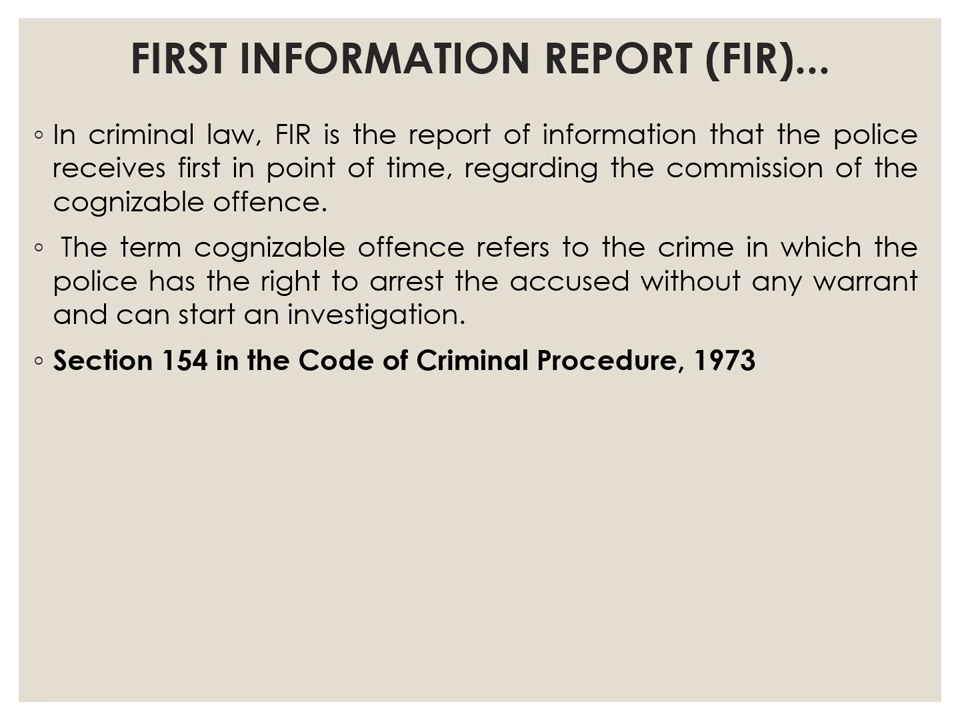 FIRST INFORMATION REPORT (FIR)...
◦ In criminal law, FIR is the report of information that the police
receives first in point of time, regarding the commission of the
cognizable offence.
◦ The term cognizable offence refers to the crime in which the
police has the right to arrest the accused without any warrant
and can start an investigation.
◦ Section 154 in the Code of Criminal Procedure, 1973